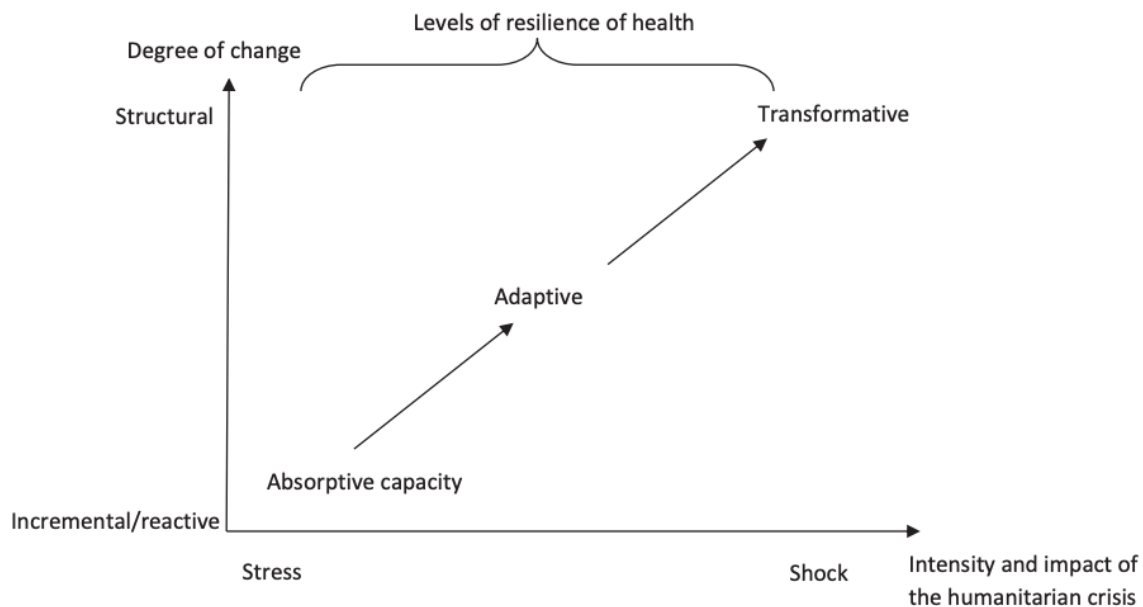 Levels of resilience of health
Degree of change
Structural
Transformative
Adaptive
Absorptive capacity
Incremental/reactive
Stress
Shock
Intensity and impact of
the humanitarian crisis